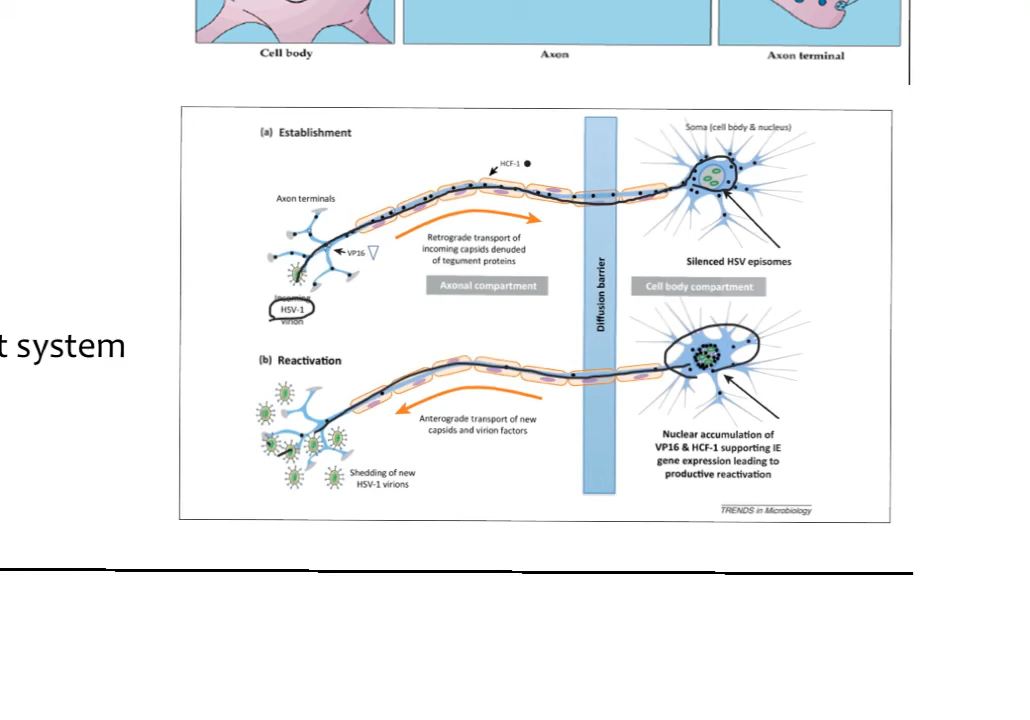 Cell body
Axon
Axon terminal
(a) Establishment
Soma (cell body & nucleus)
HCF-1
Axon terminals
VP16
Retrograde transport of
incoming capsids denuded
of tegument proteins
Silenced HSV episomes
Axonal compartment
Diffusion barrier
Cell body compartment
Incoming
HSV-1
virion
t system
(b) Reactivation
Anterograde transport of new
capsids and virion factors
Nuclear accumulation of
VP16 & HCF-1 supporting IE
gene expression leading to
productive reactivation
Shedding of new
HSV-1 virions
TRENDS in Microbiology